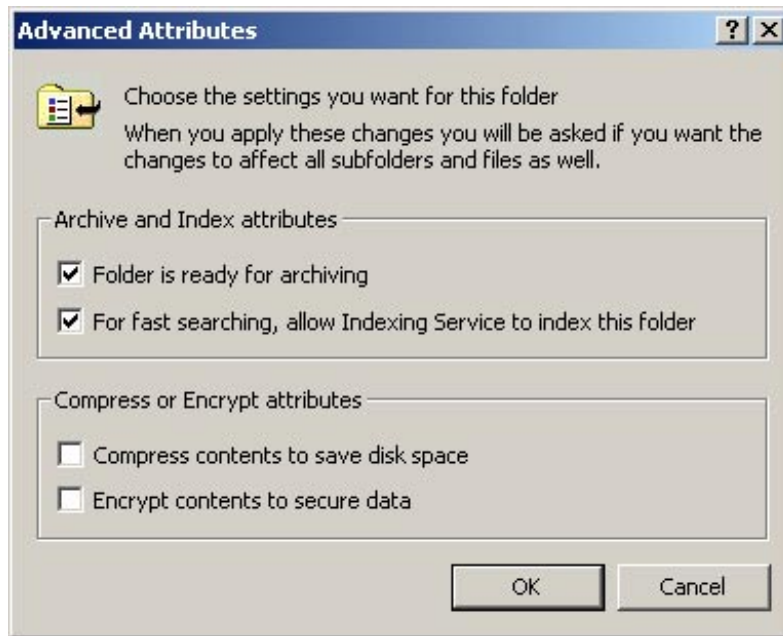 Advanced Attributes
Choose the settings you want for this folder
When you apply these changes you will be asked if you want the
changes to affect all subfolders and files as well.
Archive and Index attributes
Folder is ready for archiving
For fast searching, allow Indexing Service to index this folder
Compress or Encrypt attributes
Compress contents to save disk space
Encrypt contents to secure data
OK
Cancel